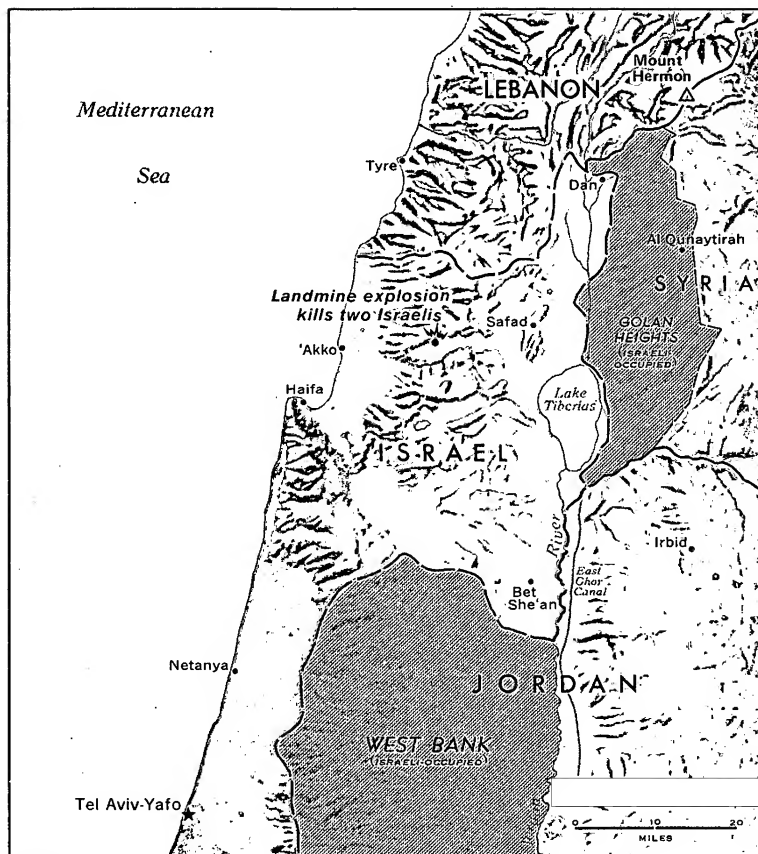 Mount
Hermon
LEBANON
Mediterranean
Sea
Tyre
Dan
Al Qunaytirah
SYRIA
Landmine explosion
kills two Israelis
Safad
GOLAN
HEIGHTS
(ISRAELI-
OCCUPIED)
'Akko
Haifa
Lake
Tiberias
ISRAEL
River
Irbid
East
Ghor
Canal
Bet
She'an
Netanya
JORDAN
WEST BANK
(ISRAELI-OCCUPIED)
Tel Aviv-Yafo
0 20
MILES